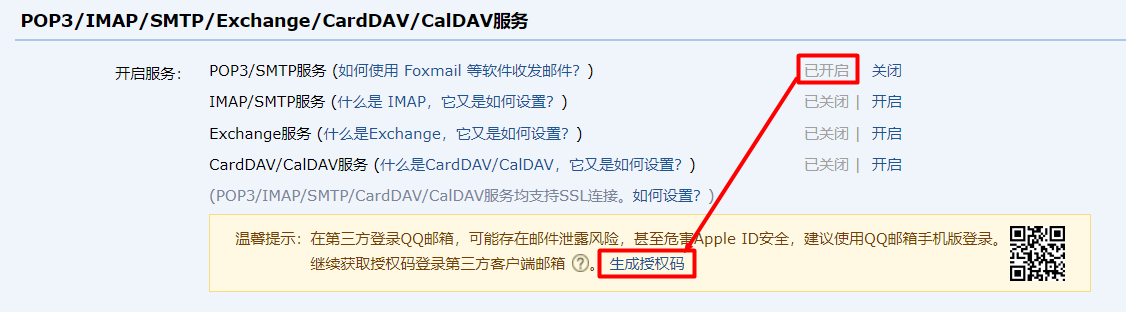 POP3/IMAP/SMTP/Exchange/CardDAV/CalDAV服务
开启服务： POP3/SMTP服务 (如何使用 Foxmail 等软件收发邮件？) 已开启 关闭
IMAP/SMTP服务 (什么是 IMAP，它又是如何设置？) 已关闭 | 开启
Exchange服务 (什么是Exchange，它又是如何设置？) 已关闭 | 开启
CardDAV/CalDAV服务 (什么是CardDAV/CalDAV，它又是如何设置？) 已关闭 | 开启
(POP3/IMAP/SMTP/CardDAV/CalDAV服务均支持SSL连接。如何设置？)
温馨提示：在第三方登录QQ邮箱，可能存在邮件泄露风险，甚至危害Apple ID安全，建议使用QQ邮箱手机版登录。
继续获取授权码登录第三方客户端邮箱 ?。 生成授权码